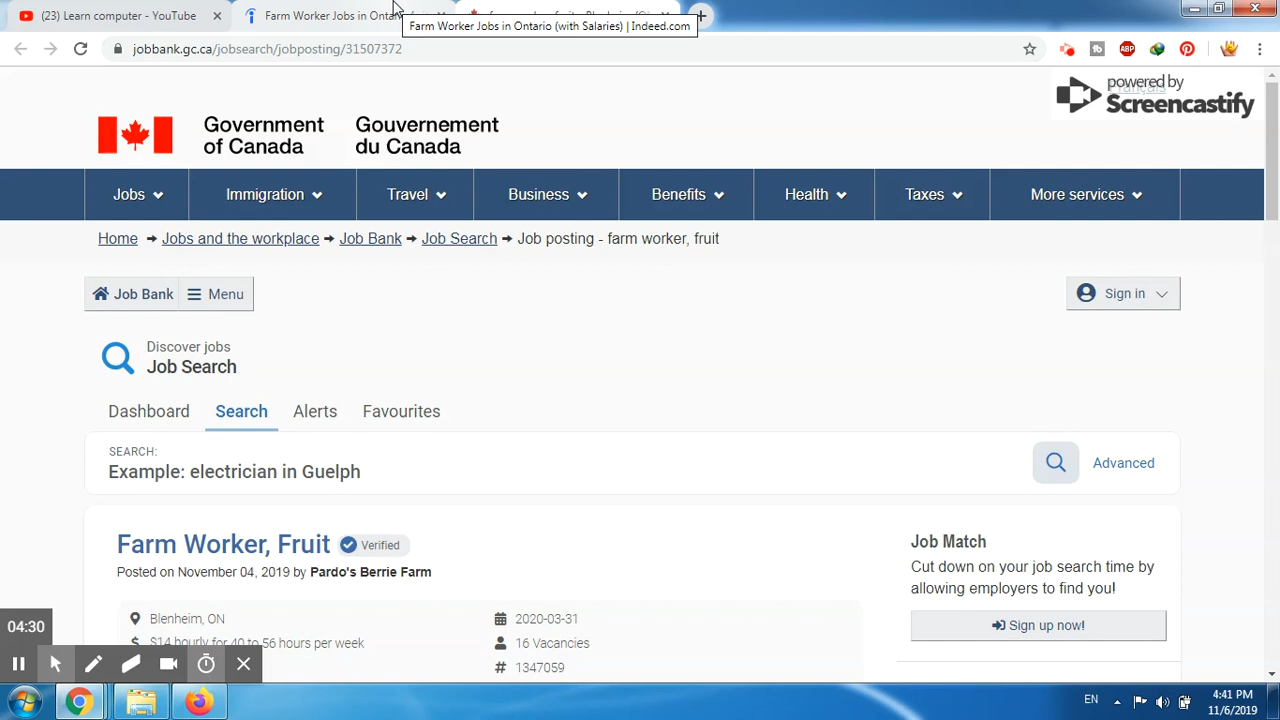 (23) Learn computer - YouTube
Farm Worker Jobs in Ontario
Farm Worker Jobs in Ontario (with Salaries) | Indeed.com
jobbank.gc.ca/jobsearch/jobposting/31507372
ABP
powered by
Screencastify
Français
Government of Canada
Gouvernement du Canada
Jobs Immigration Travel Business Benefits Health Taxes More services
Home → Jobs and the workplace → Job Bank → Job Search → Job posting - farm worker, fruit
Job Bank Menu
Sign in
Discover jobs
Job Search
Dashboard Search Alerts Favourites
SEARCH:
Example: electrician in Guelph
Advanced
Farm Worker, Fruit Verified
Posted on November 04, 2019 by Pardo's Berrie Farm
Blenheim, ON
$14 hourly for 40 to 56 hours per week
2020-03-31
16 Vacancies
# 1347059
Job Match
Cut down on your job search time by
allowing employers to find you!
Sign up now!
04:30
EN
4:41 PM
11/6/2019